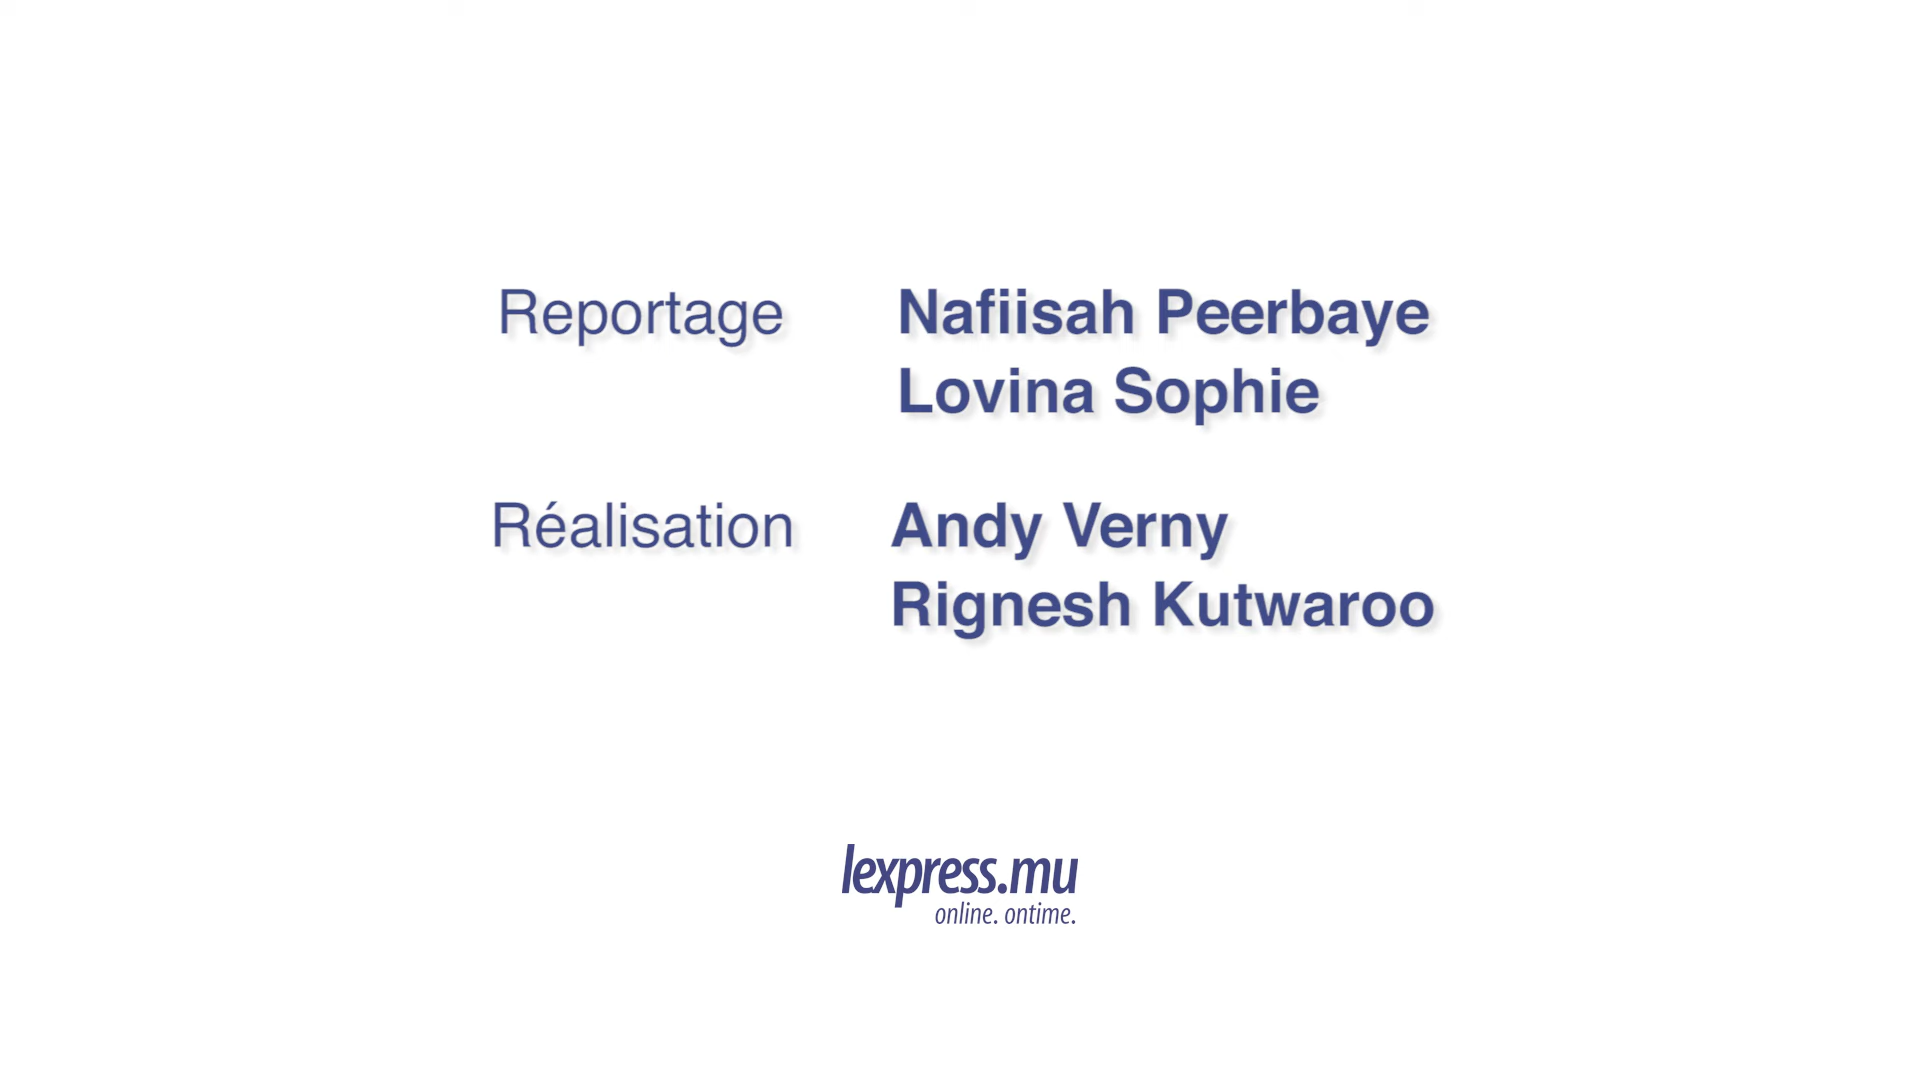 Reportage Nafiisah Peerbaye
Lovina Sophie
Réalisation Andy Verny
Rignesh Kutwaroo
lexpress.mu
online. ontime.